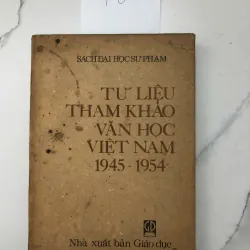 SÁCH ĐẠI HỌC SƯ PHẠM
TƯ LIỆU
THAM KHẢO
VĂN HỌC
VIỆT NAM
1945 - 1954
Nhà xuất bản Giáo dục